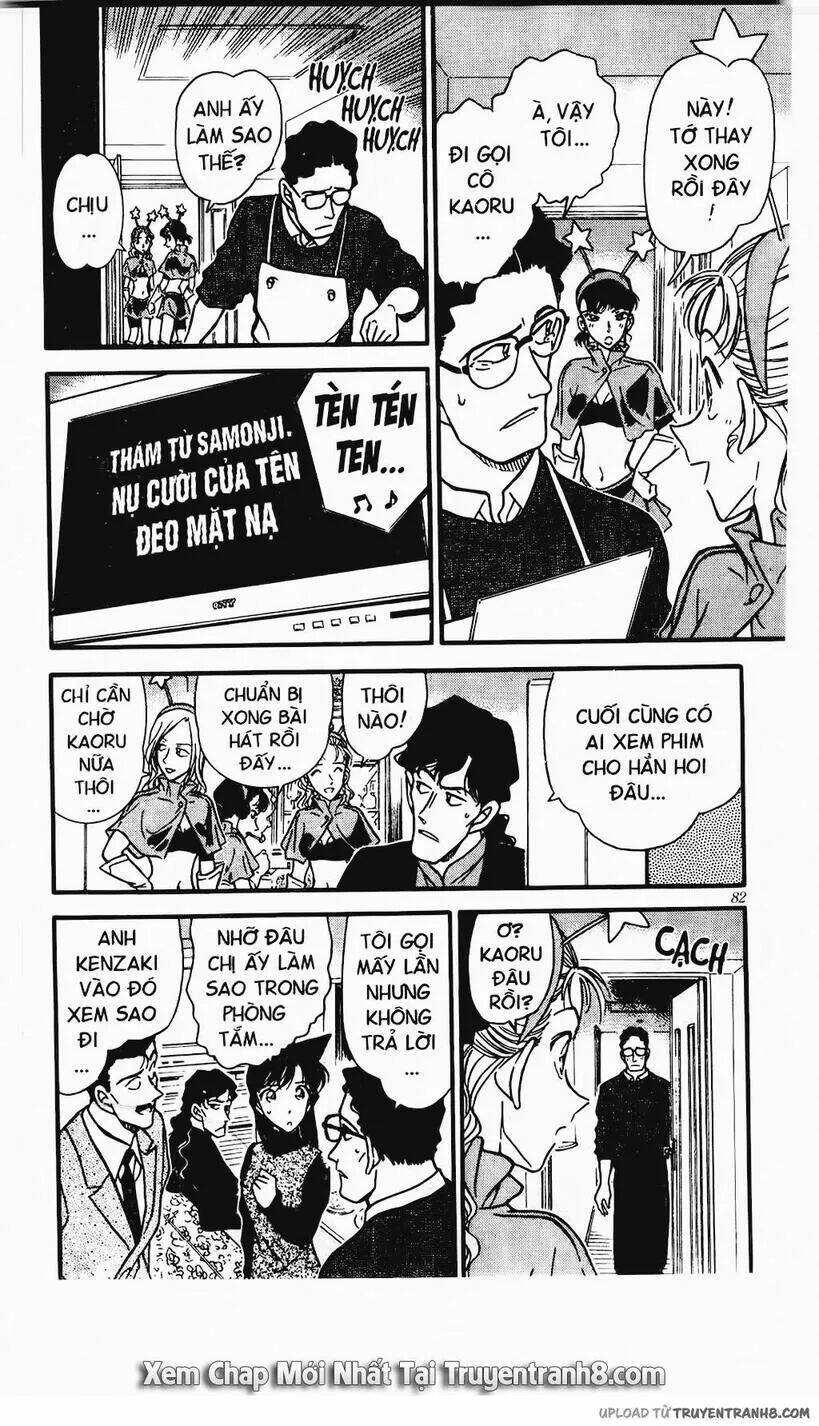 NÀY!
TỚ THAY
XONG
RỒI ĐÂY
!
À, VẬY
TÔI...
ĐI GỌI
CÔ
KAORU
...
HUỴCH
HUỴCH
HUỴCH
ANH ẤY
LÀM SAO
THẾ?
CHỊU
...
TÈN TÉN
TEN...
THÁM TỬ SAMONJI.
NỤ CƯỜI CỦA TÊN
ĐEO MẶT NẠ
ONY
CUỐI CÙNG CÓ
AI XEM PHIM
CHO HẲN HOI
ĐÂU...
THÔI
NÀO!
CHUẨN BỊ
XONG BÀI
HÁT RỒI
ĐẤY...
CHỈ CẦN
CHỜ
KAORU
NỮA
THÔI
...
82
CẠCH
Ơ?
KAORU
ĐÂU
RỒI?
TÔI GỌI
MẤY LẦN
NHƯNG
KHÔNG
TRẢ LỜI
...
NHỠ ĐÂU
CHỊ ẤY LÀM
SAO TRONG
PHÒNG
TẮM...
ANH
KENZAKI
VÀO ĐÓ
XEM SAO
ĐI
...
Xem Chap Mới Nhất Tại Truyentranh8.com
UPLOAD TỪ TRUYENTRANH8.COM